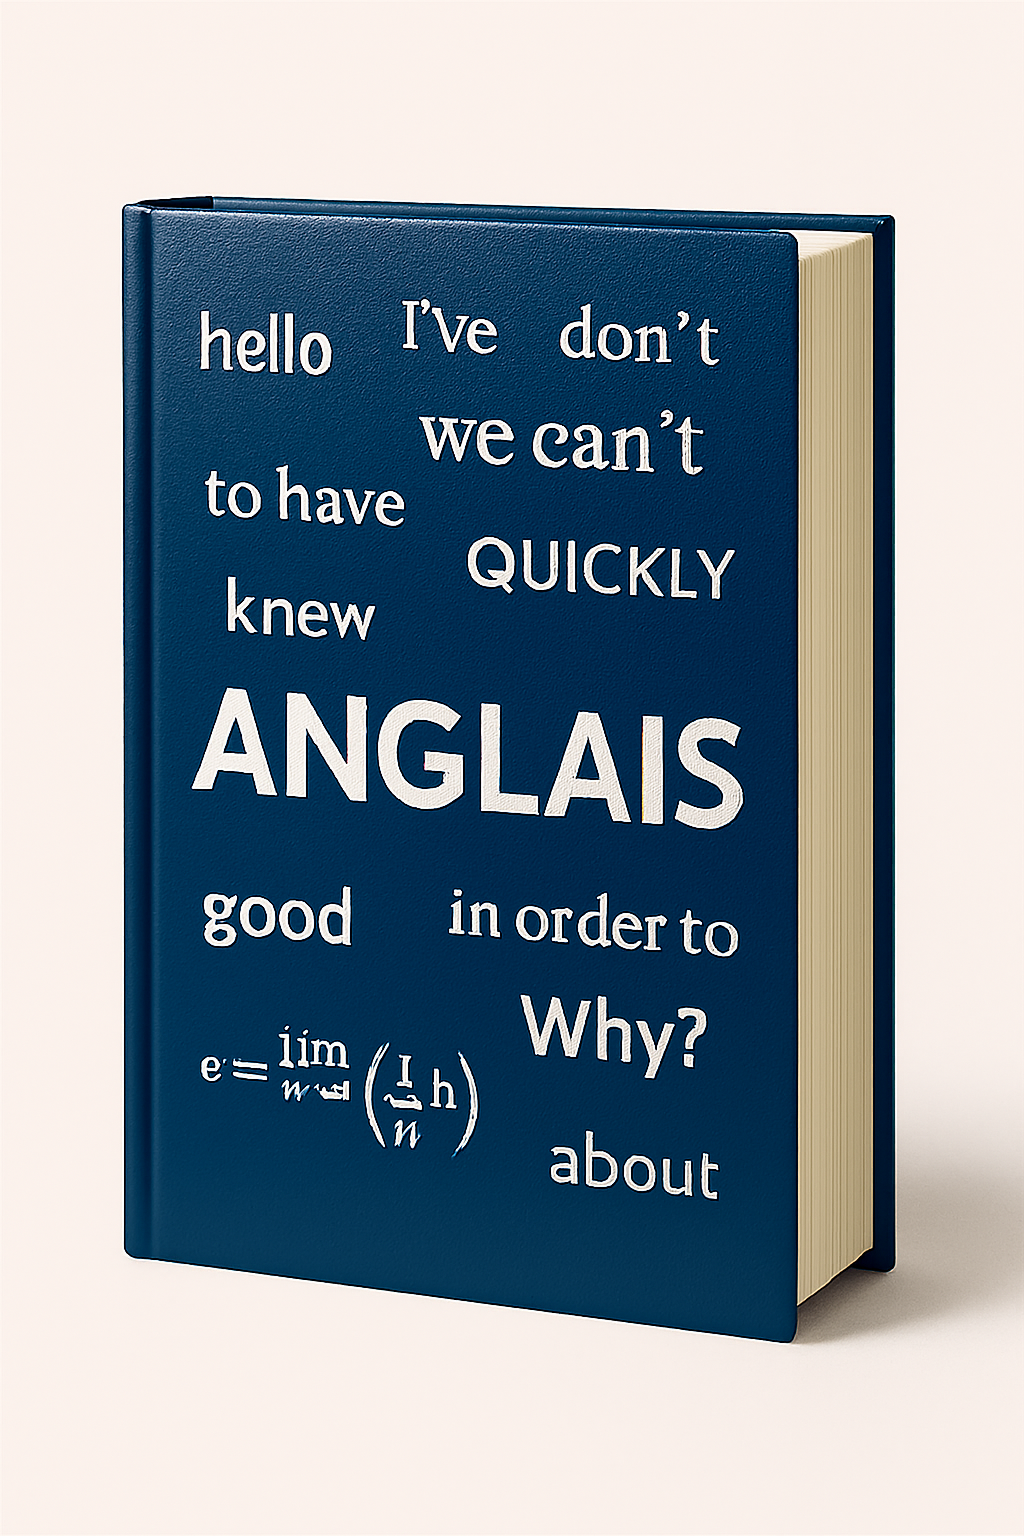 hello I've don't
we can't
to have
QUICKLY
knew
ANGLAIS
good in order to
Why?
about